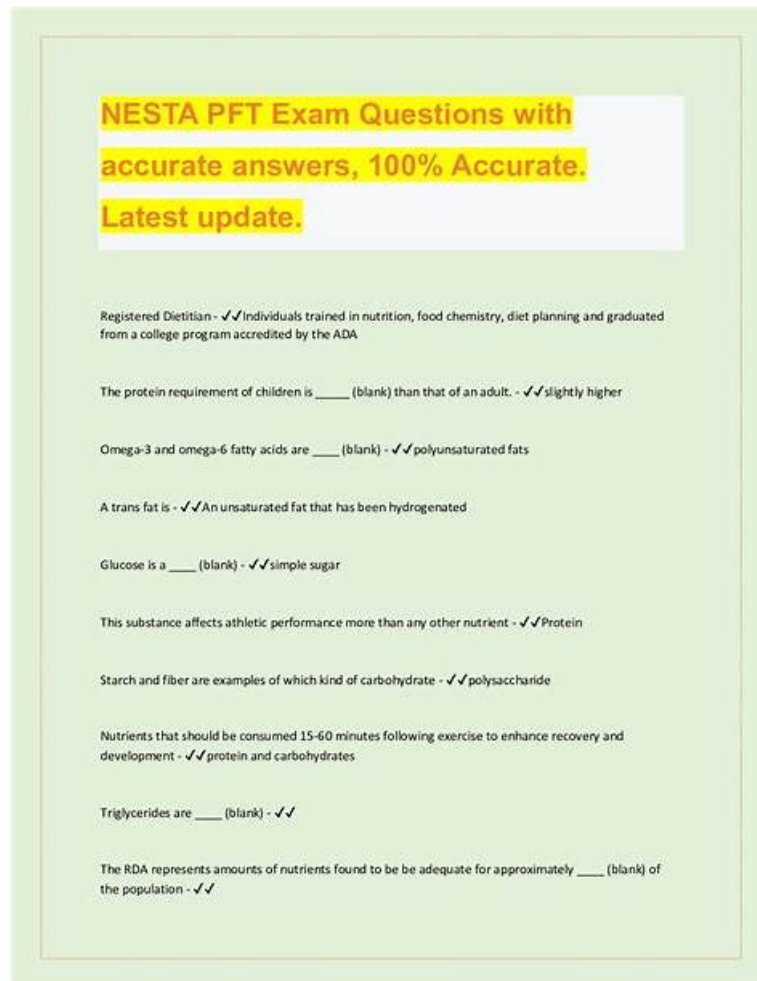 NESTA PFT Exam Questions with
accurate answers, 100% Accurate.
Latest update.
Registered Dietitian - ✓✓Individuals trained in nutrition, food chemistry, diet planning and graduated
from a college program accredited by the ADA
The protein requirement of children is _____ (blank) than that of an adult. - ✓✓slightly higher
Omega-3 and omega-6 fatty acids are ____ (blank) - ✓✓polyunsaturated fats
A trans fat is - ✓✓An unsaturated fat that has been hydrogenated
Glucose is a ____ (blank) - ✓✓simple sugar
This substance affects athletic performance more than any other nutrient - ✓✓Protein
Starch and fiber are examples of which kind of carbohydrate - ✓✓polysaccharide
Nutrients that should be consumed 15-60 minutes following exercise to enhance recovery and
development - ✓✓protein and carbohydrates
Triglycerides are ____ (blank) - ✓✓
The RDA represents amounts of nutrients found to be be adequate for approximately ____ (blank) of
the population - ✓✓